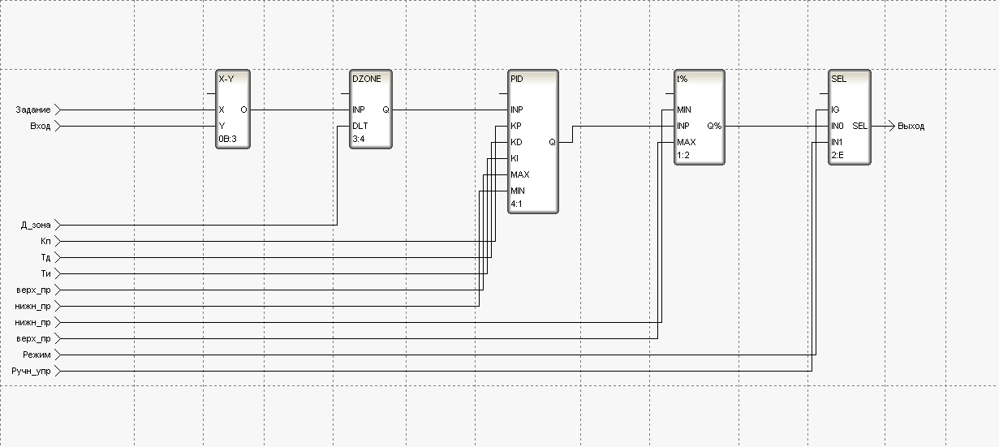 X-Y
DZONE
PID
t%
SEL
Задание
X O
INP Q
INP
MIN
IG
Вход
Y
DLT
KP
INP Q%
IN0 SEL
Выход
0B:3
3:4
KD Q
MAX
IN1
KI
1:2
2:E
MAX
MIN
4:1
Д_зона
Кп
Тд
Ти
верх_пр
нижн_пр
нижн_пр
верх_пр
Режим
Ручн_упр